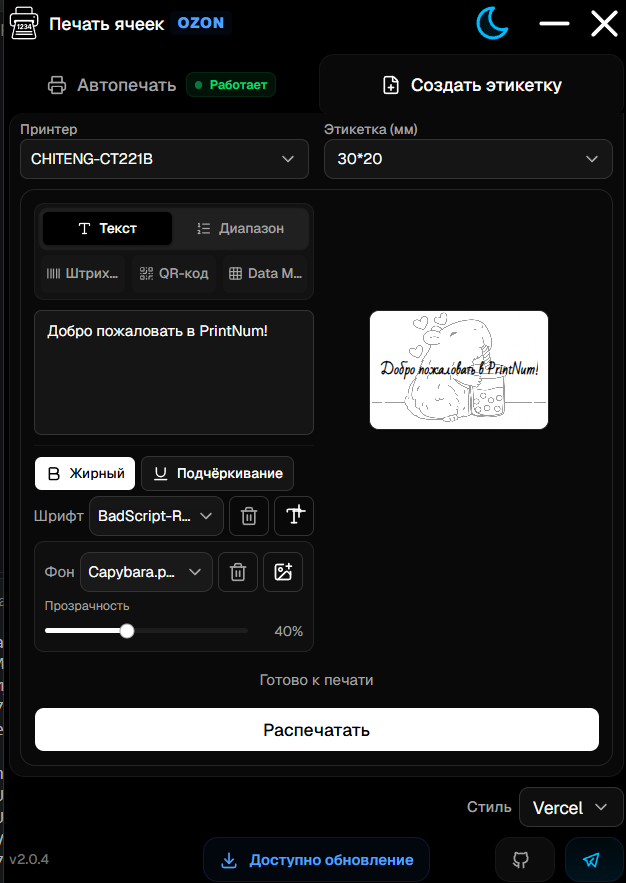 1234
Печать ячеек OZON
Автопечать Работает Создать этикетку
Принтер Этикетка (мм)
CHITENG-CT221B 30*20
Текст Диапазон
Штрих... QR-код Data M...
Добро пожаловать в PrintNum!
Добро пожаловать в PrintNum!
B Жирный U Подчёркивание
Шрифт BadScript-R...
Фон Capybara.p...
Прозрачность
40%
Готово к печати
Распечатать
Стиль Vercel
v2.0.4 Доступно обновление